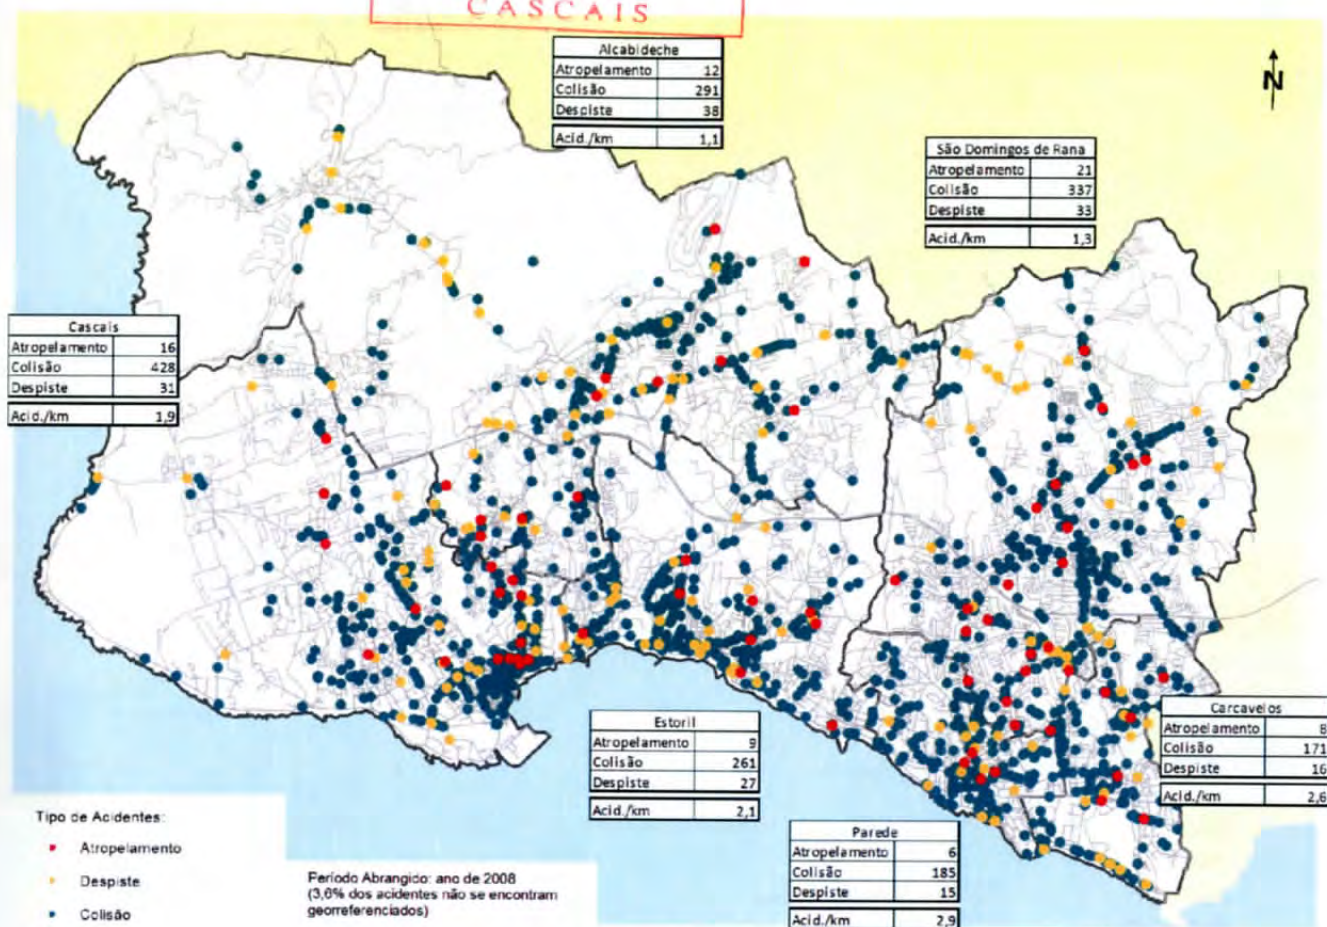 CASCAIS
Alcabideche
Atropelamento 12
Colisão 291
Despiste 38
Acid./km 1,1
N
São Domingos de Rana
Atropelamento 21
Colisão 337
Despiste 33
Acid./km 1,3
Cascais
Atropelamento 16
Colisão 428
Despiste 31
Acid./km 1,9
Estoril
Atropelamento 9
Colisão 261
Despiste 27
Acid./km 2,1
Carcavelos
Atropelamento 8
Colisão 171
Despiste 16
Acid./km 2,6
Parede
Atropelamento 6
Colisão 185
Despiste 15
Acid./km 2,9
Tipo de Acidentes:
Atropelamento
Despiste
Colisão
Período Abrangido: ano de 2008
(3,6% dos acidentes não se encontram
georreferenciados)